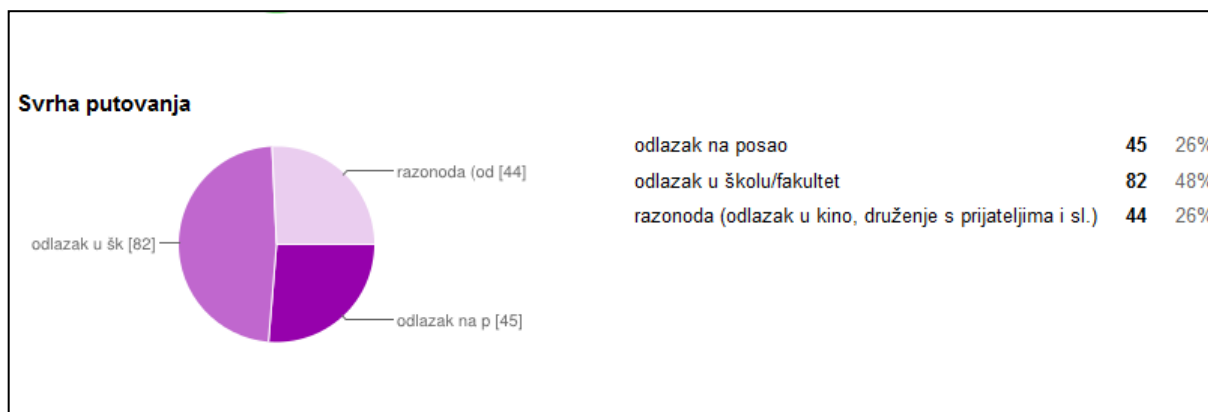 Svrha putovanja
razonoda (od [44]
odlazak u šk [82]
odlazak na p [45]
odlazak na posao 45 26%
odlazak u školu/fakultet 82 48%
razonoda (odlazak u kino, druženje s prijateljima i sl.) 44 26%